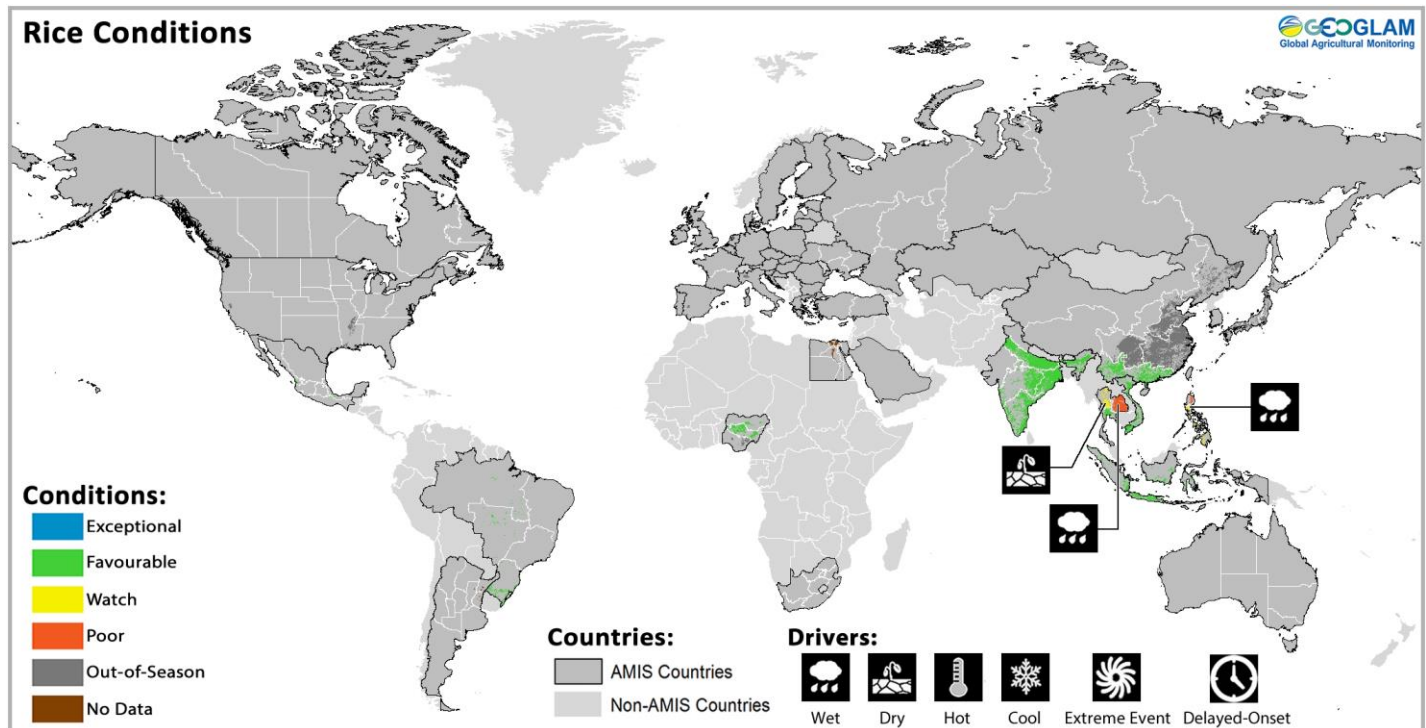 Rice Conditions
GEOGLAM
Global Agricultural Monitoring
Conditions:
Exceptional
Favourable
Watch
Poor
Out-of-Season
No Data
Countries:
AMIS Countries
Non-AMIS Countries
Drivers:
Wet
Dry
Hot
Cool
Extreme Event
Delayed-Onset